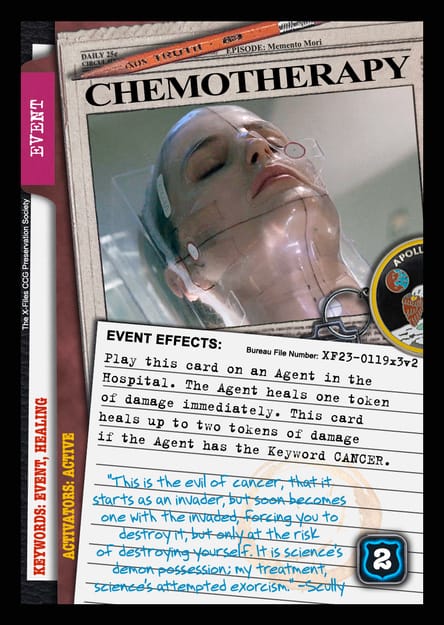 DAILY 25¢
EPISODE: Memento Mori
CHEMOTHERAPY
EVENT
The X-Files CCG Preservation Society
KEYWORDS: EVENT, HEALING
ACTIVATORS: ACTIVE
APOLL
EVENT EFFECTS:
Bureau File Number: XF23-0119x3v2
Play this card on an Agent in the
Hospital. The Agent heals one token
of damage immediately. This card
heals up to two tokens of damage
if the Agent has the Keyword CANCER.
"This is the evil of cancer, that it
starts as an invader, but soon becomes
one with the invaded, forcing you to
destroy it, but only at the risk
of destroying yourself. It is science's
demon possession; my treatment,
science's attempted exorcism." -Scully
2